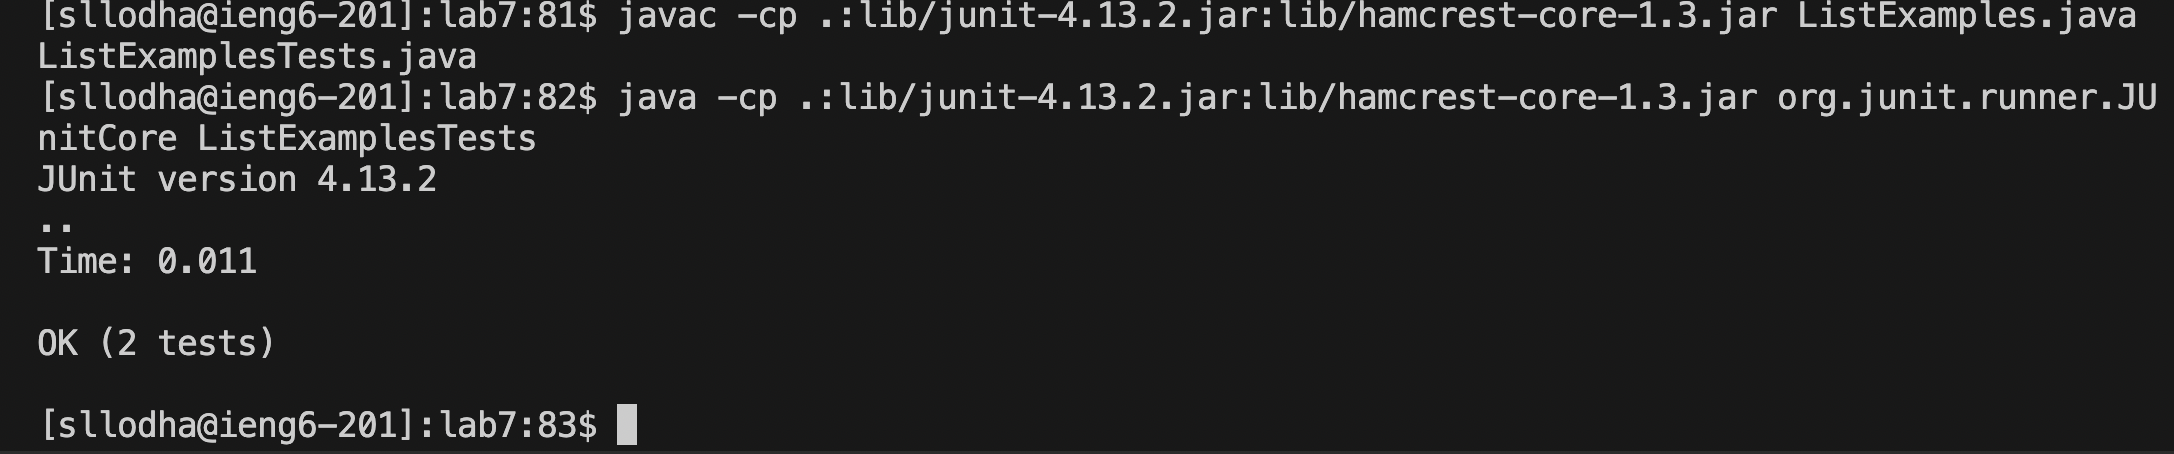 [sllodha@ieng6-201]:lab7:81$ javac -cp .:lib/junit-4.13.2.jar:lib/hamcrest-core-1.3.jar ListExamples.java
ListExamplesTests.java
[sllodha@ieng6-201]:lab7:82$ java -cp .:lib/junit-4.13.2.jar:lib/hamcrest-core-1.3.jar org.junit.runner.JU
nitCore ListExamplesTests
JUnit version 4.13.2
..
Time: 0.011
OK (2 tests)
[sllodha@ieng6-201]:lab7:83$